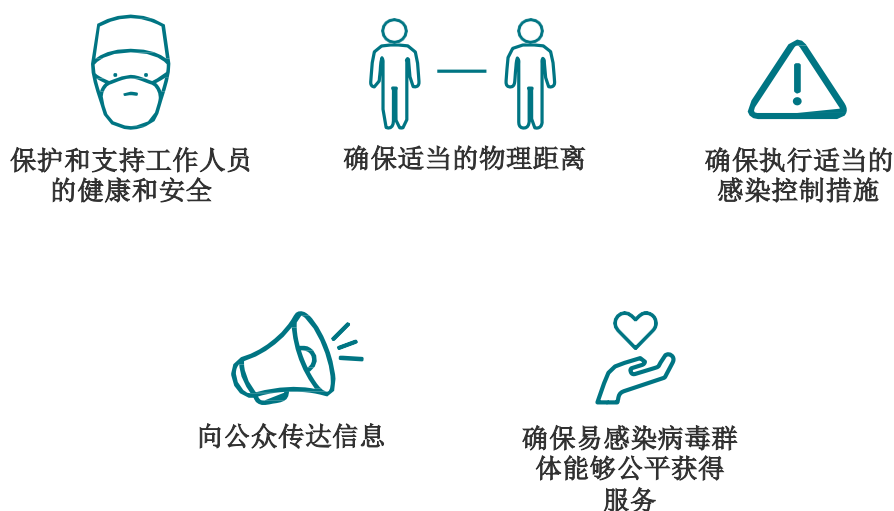 保护和支持工作人员
的健康和安全
确保适当的物理距离
确保执行适当的
感染控制措施
向公众传达信息
确保易感染病毒群
体能够公平获得
服务